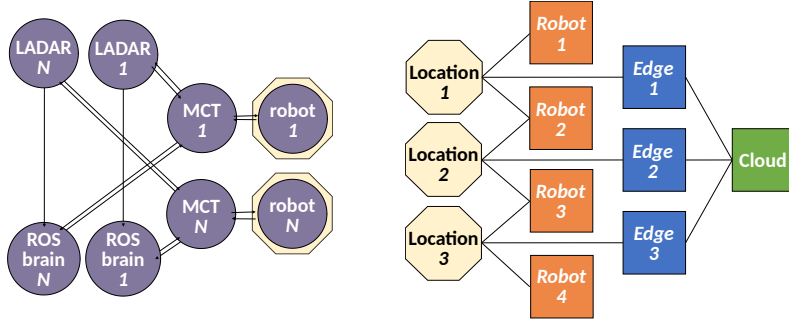 LADAR
N
LADAR
1
MCT
1
robot
1
MCT
N
robot
N
ROS
brain
N
ROS
brain
1
Location
1
Location
2
Location
3
Robot
1
Robot
2
Robot
3
Robot
4
Edge
1
Edge
2
Edge
3
Cloud